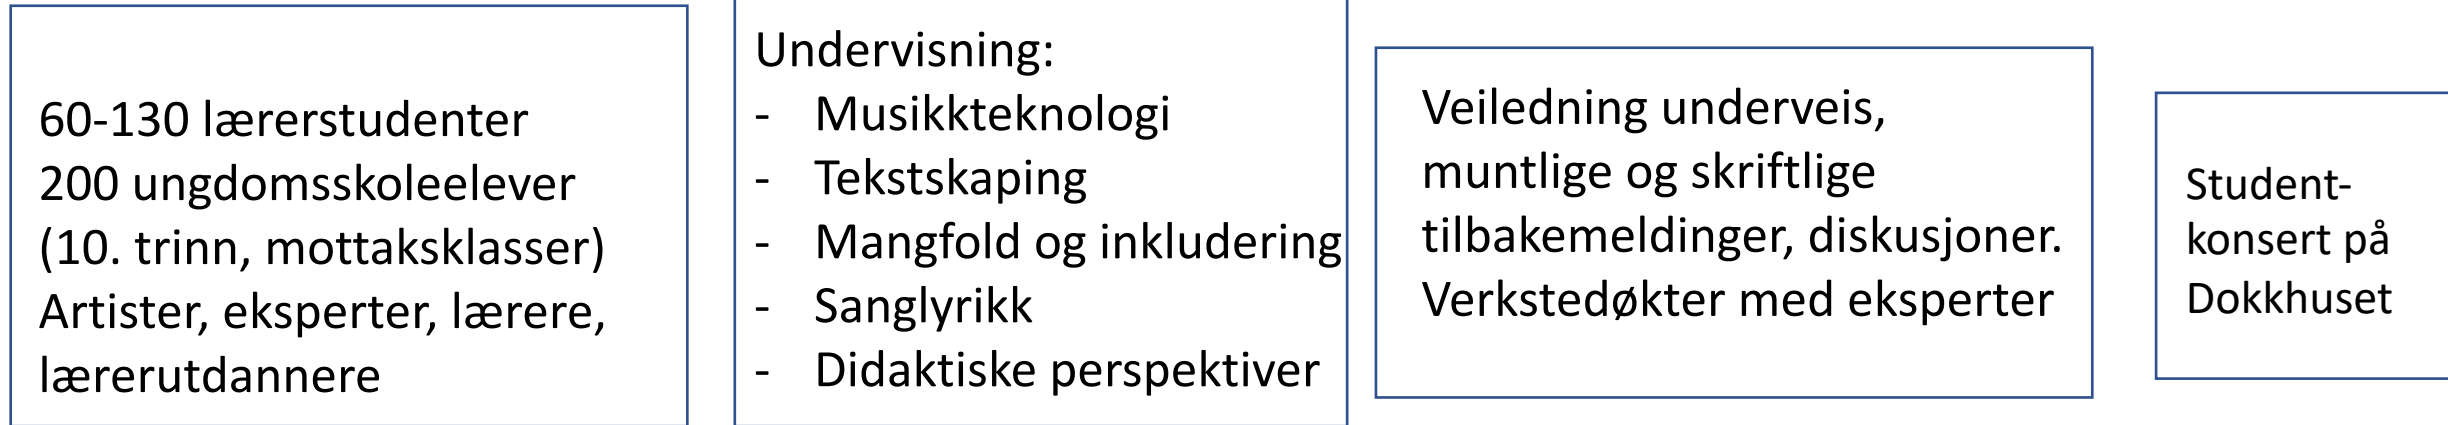 60-130 lærerstudenter
200 ungdomsskoleelever
(10. trinn, mottaksklasser)
Artister, eksperter, lærere,
lærerutdannere
Undervisning:
- Musikkteknologi
- Tekstskaping
- Mangfold og inkludering
- Sanglyrikk
- Didaktiske perspektiver
Veiledning underveis,
muntlige og skriftlige
tilbakemeldinger, diskusjoner.
Verkstedøkter med eksperter
Student-
konsert på
Dokkhuset